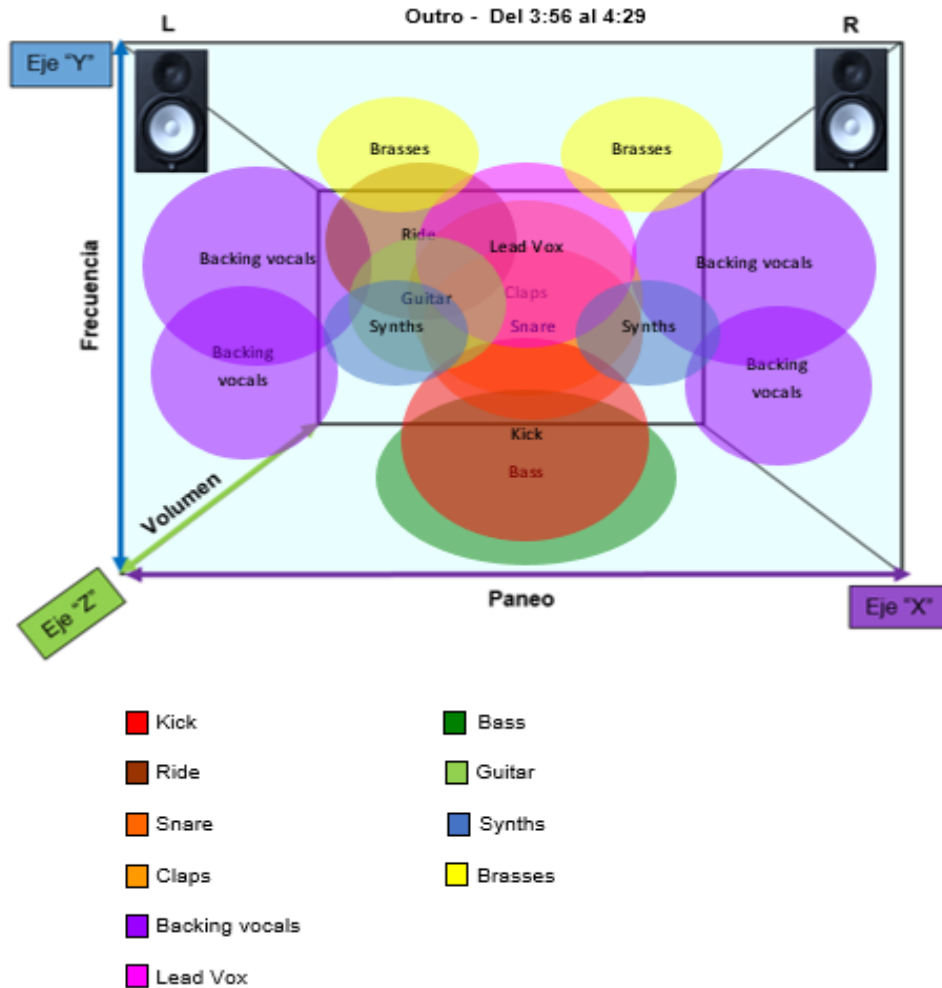 Outro - Del 3:56 al 4:29
L
R
Eje "Y"
Brasses
Brasses
Ride
Lead Vox
Backing vocals
Backing vocals
Guitar
Claps
Synths
Snare
Synths
Backing
vocals
Backing
vocals
Kick
Bass
Frecuencia
Volumen
Eje "Z"
Paneo
Eje "X"
Kick
Bass
Ride
Guitar
Snare
Synths
Claps
Brasses
Backing vocals
Lead Vox